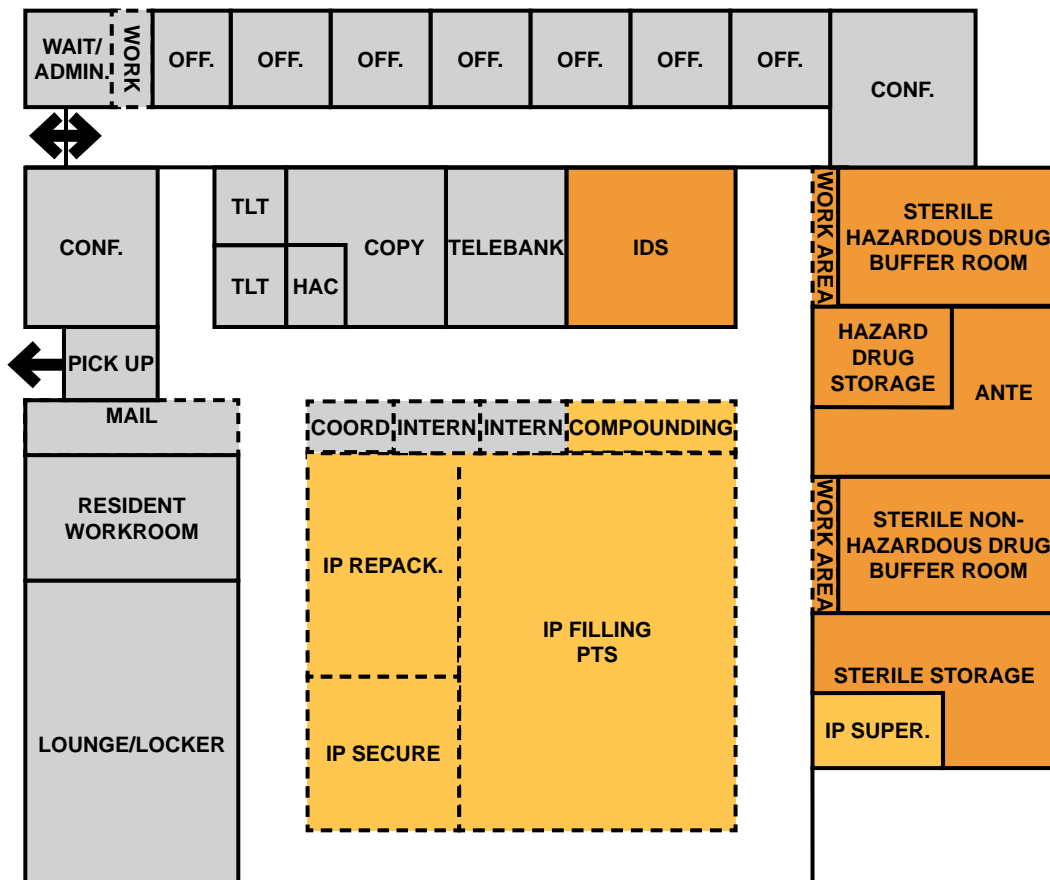 WAIT/
ADMIN.
WORK
OFF.
OFF.
OFF.
OFF.
OFF.
OFF.
OFF.
CONF.
CONF.
TLT
TLT
HAC
COPY
TELEBANK
IDS
WORK AREA
STERILE
HAZARDOUS DRUG
BUFFER ROOM
HAZARD
DRUG
STORAGE
ANTE
PICK UP
MAIL
COORD
INTERN
INTERN
COMPOUNDING
RESIDENT
WORKROOM
IP REPACK.
IP FILLING
PTS
IP SECURE
LOUNGE/LOCKER
WORK AREA
STERILE NON-
HAZARDOUS DRUG
BUFFER ROOM
STERILE STORAGE
IP SUPER.